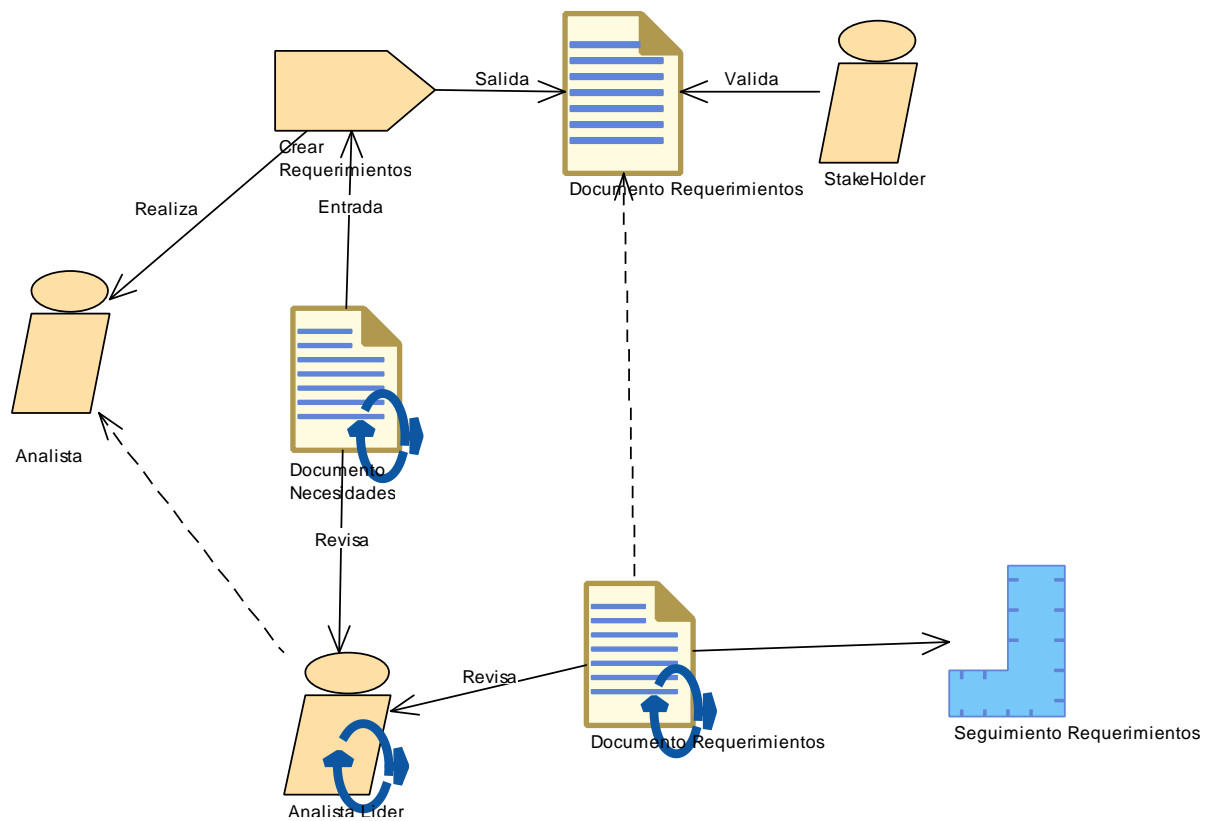 Salida
Valida
Crear
Requerimientos
Documento Requerimientos
StakeHolder
Realiza
Entrada
Analista
Documento
Necesidades
Revisa
Revisa
Documento Requerimientos
Seguimiento Requerimientos
Analista Lider